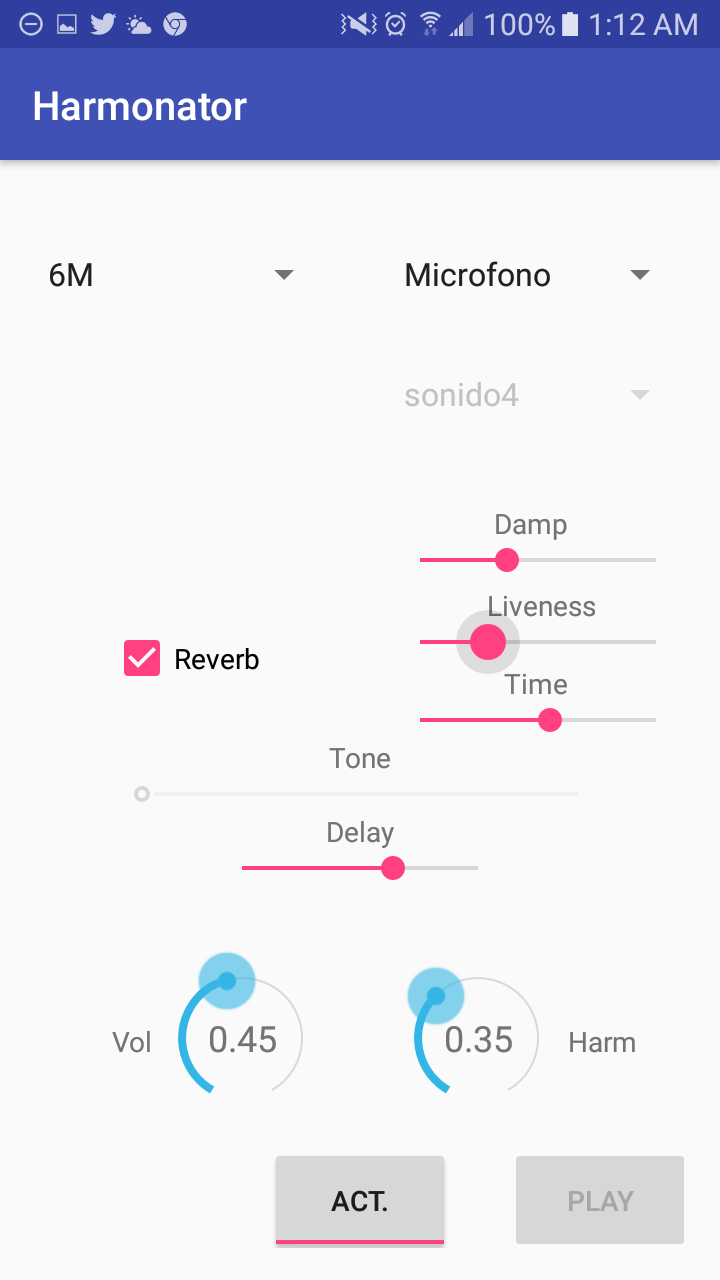 100% 1:12 AM
Harmonator
6M Microfono
sonido4
Damp
Liveness
Reverb
Time
Tone
Delay
Vol 0.45 0.35 Harm
ACT. PLAY